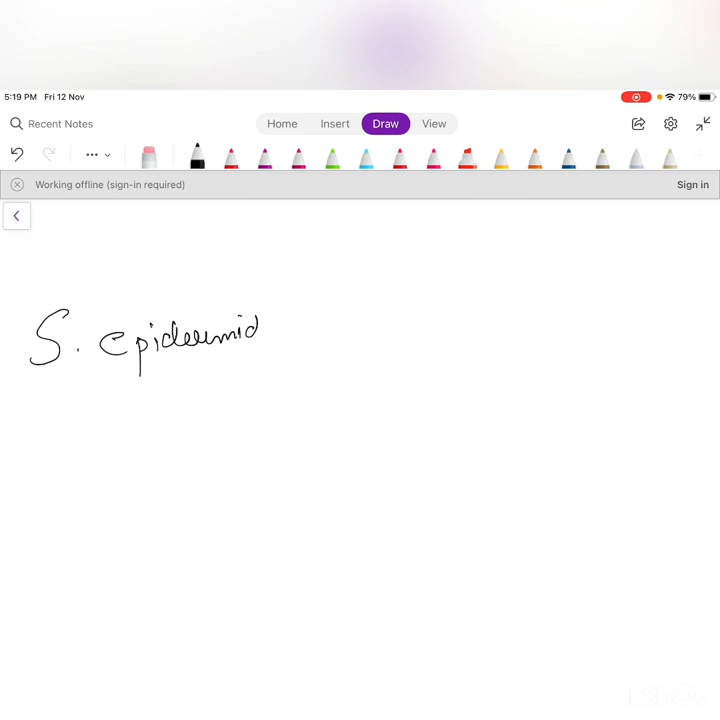 5:19 PM Fri 12 Nov 79%
Recent Notes Home Insert Draw View
Working offline (sign-in required) Sign in
S. epidermid